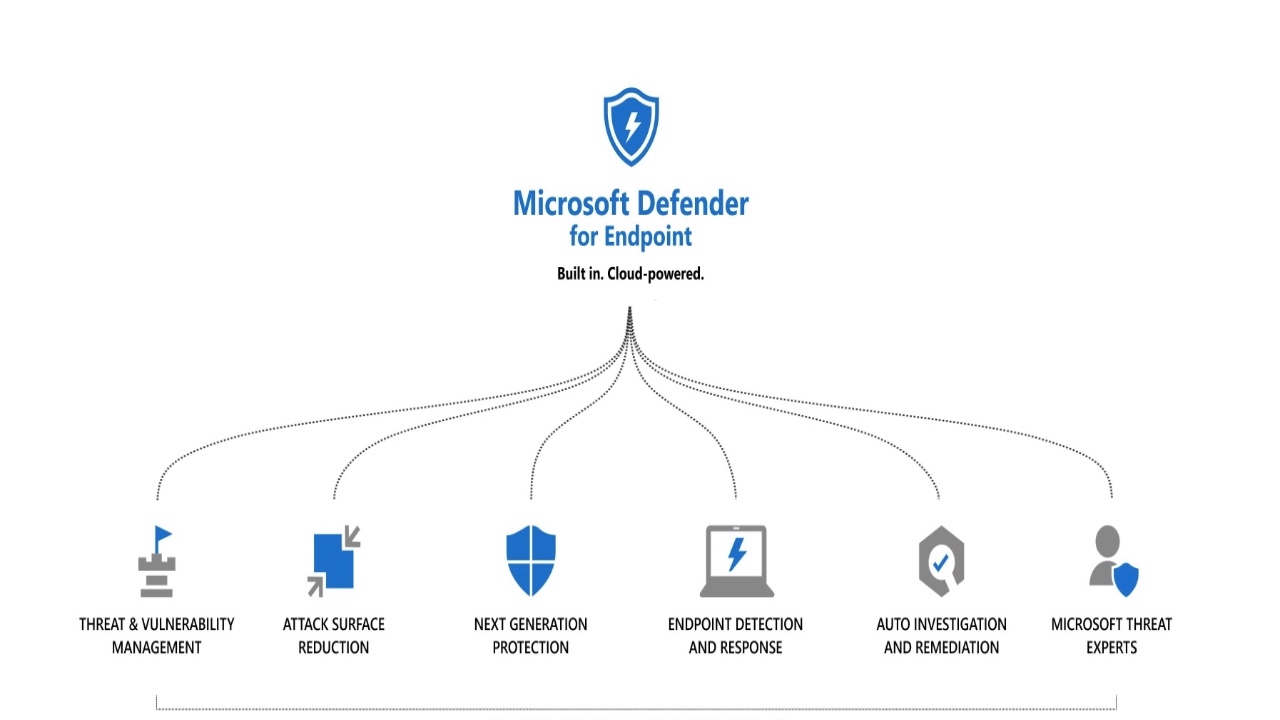 Microsoft Defender
for Endpoint
Built in. Cloud-powered.
THREAT & VULNERABILITY
MANAGEMENT
ATTACK SURFACE
REDUCTION
NEXT GENERATION
PROTECTION
ENDPOINT DETECTION
AND RESPONSE
AUTO INVESTIGATION
AND REMEDIATION
MICROSOFT THREAT
EXPERTS